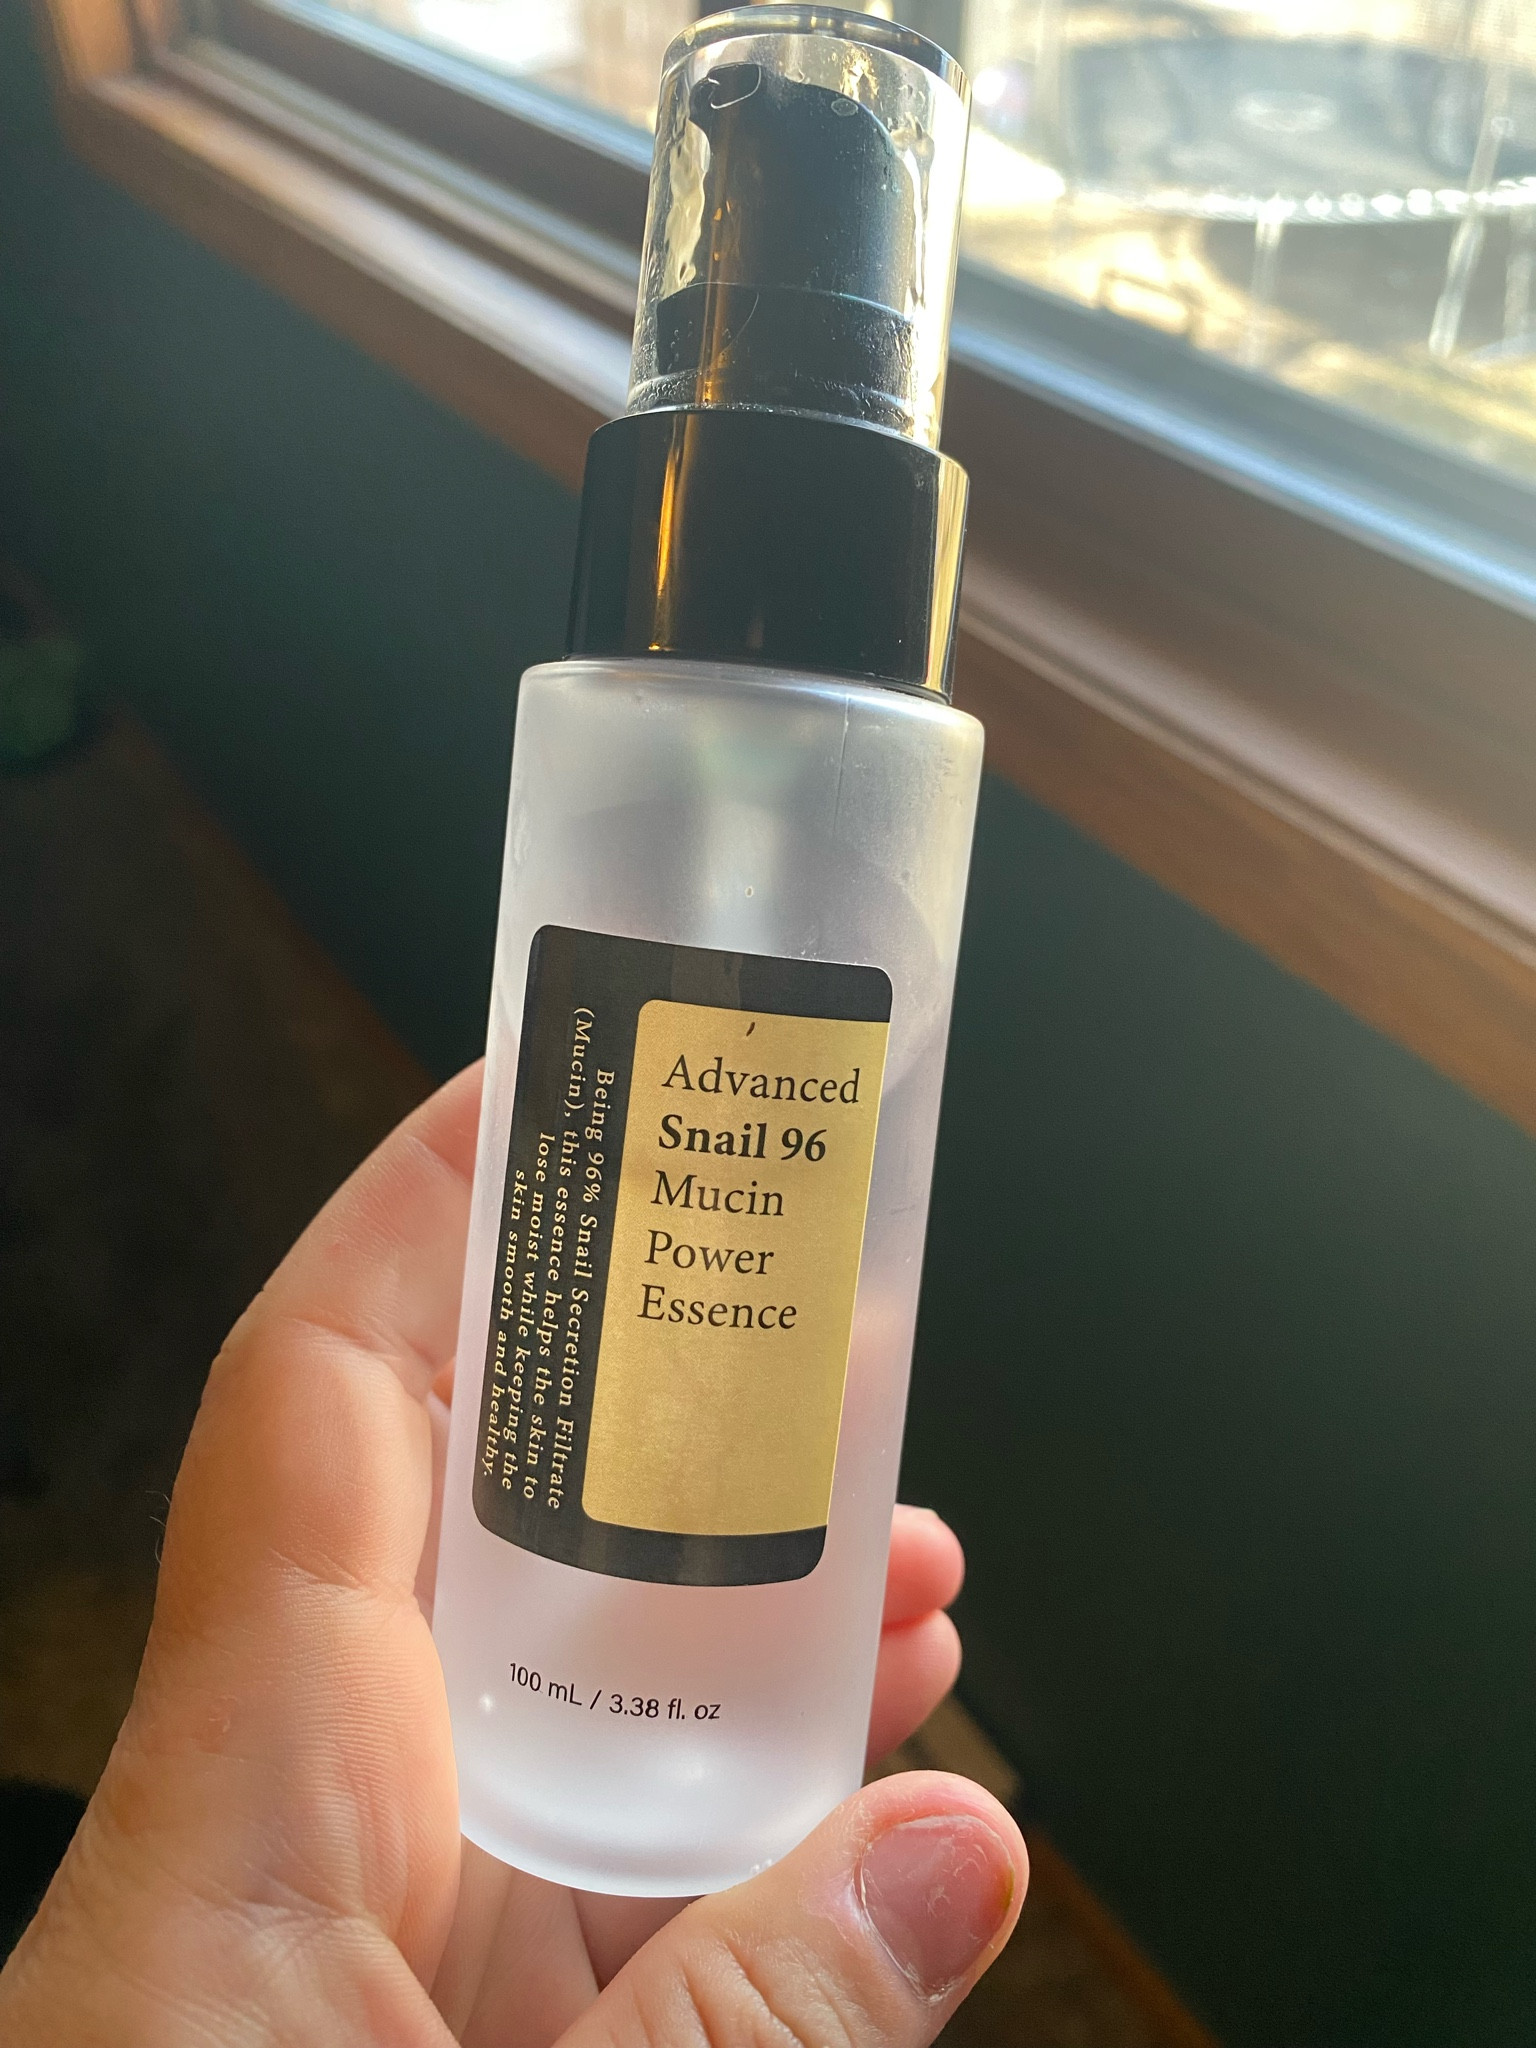 Advanced
Snail 96
Mucin
Power
Essence
Being 96% Snail Secretion Filtrate
(Mucin), this essence helps the skin to
lose moist while keeping the
skin smooth and healthy.
100 mL / 3.38 fl. oz